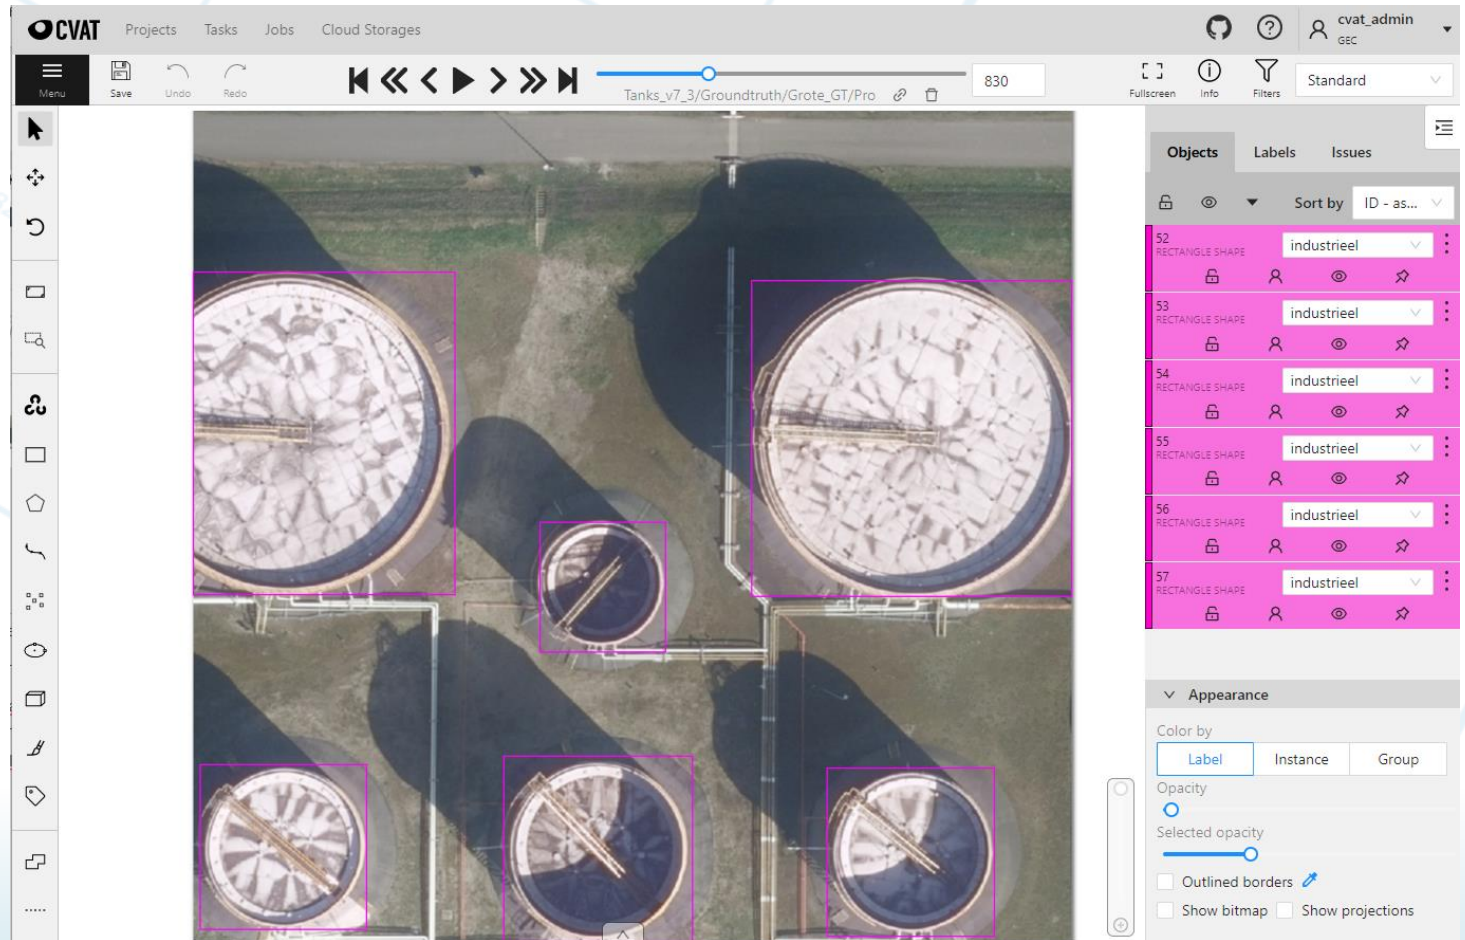 CVAT
Projects
Tasks
Jobs
Cloud Storages
cvat_admin
GEC
Menu
Save
Undo
Redo
Tanks_v7_3/Groundtruth/Grote_GT/Pro
830
Fullscreen
Info
Filters
Standard
Objects
Labels
Issues
Sort by
ID - as...
52
RECTANGLE SHAPE
industrieel
53
RECTANGLE SHAPE
industrieel
54
RECTANGLE SHAPE
industrieel
55
RECTANGLE SHAPE
industrieel
56
RECTANGLE SHAPE
industrieel
57
RECTANGLE SHAPE
industrieel
Appearance
Color by
Label
Instance
Group
Opacity
Selected opacity
Outlined borders
Show bitmap
Show projections